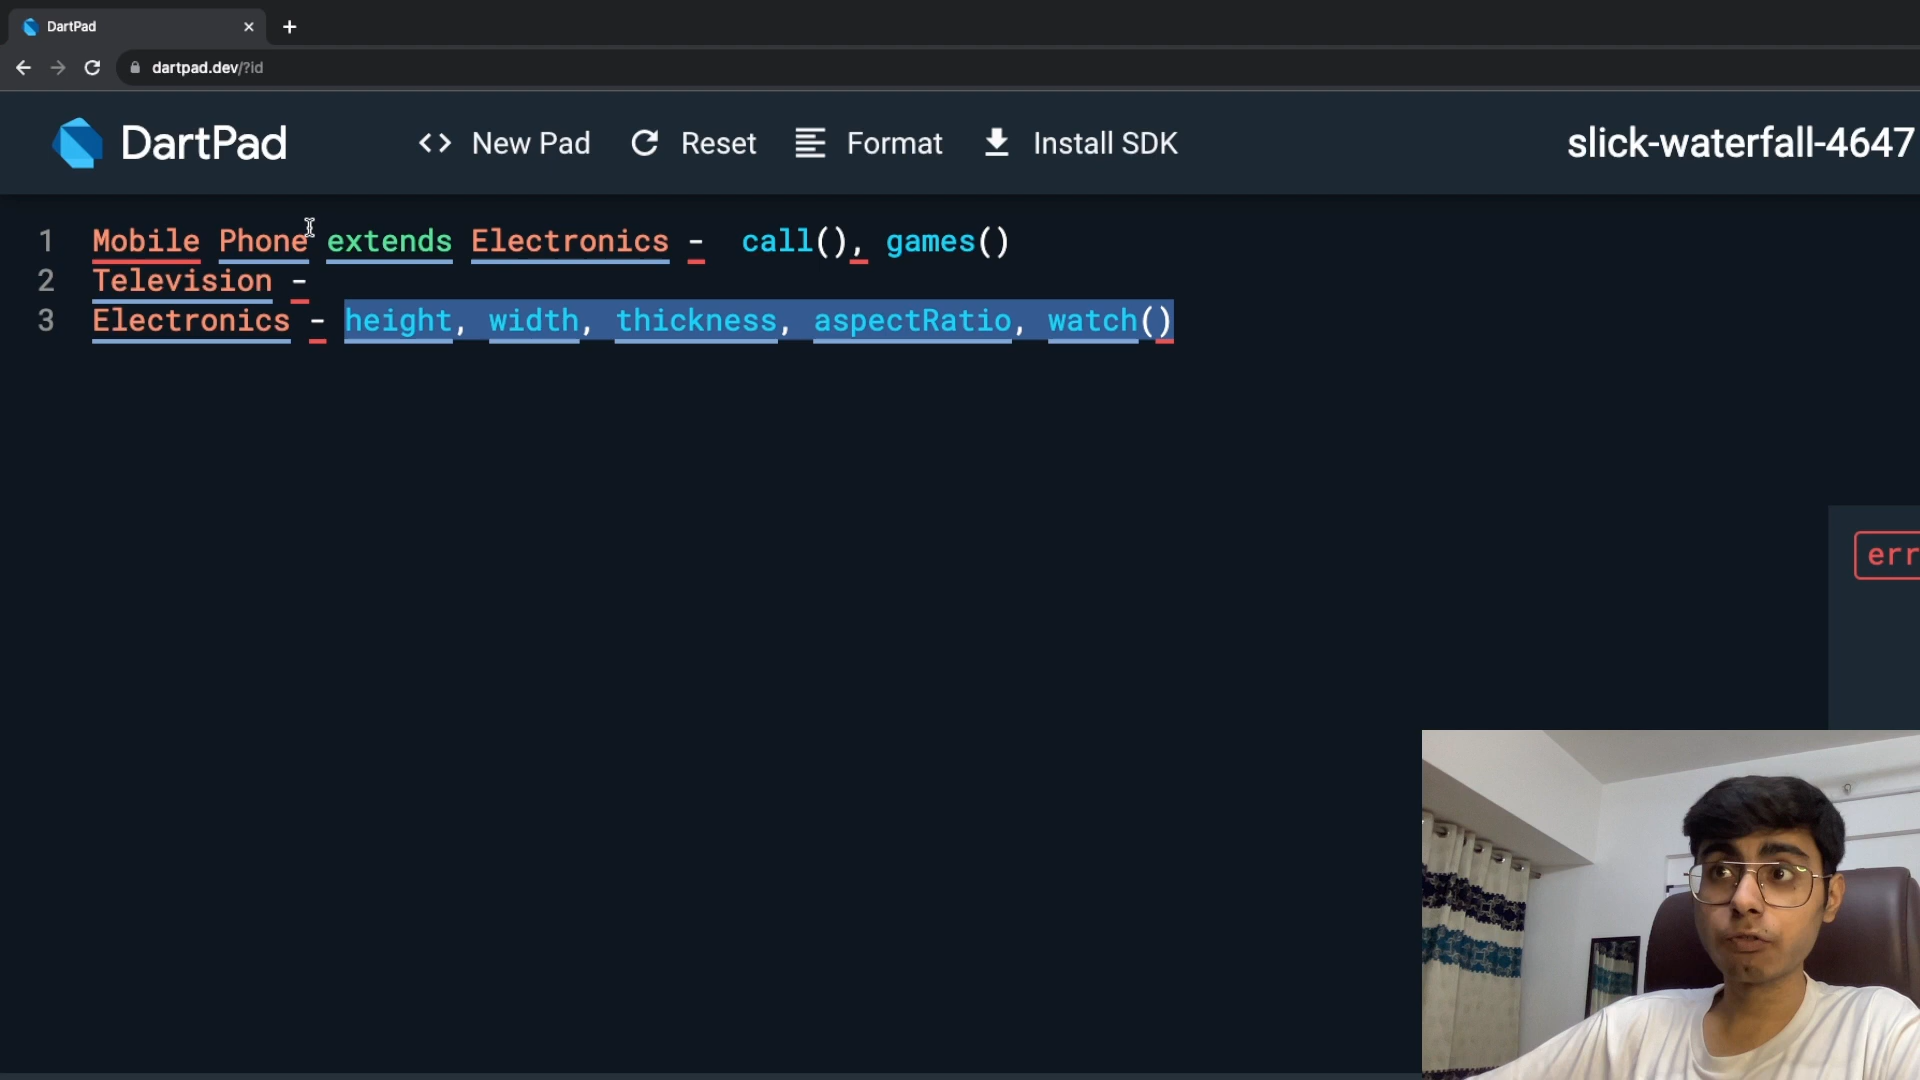 DartPad
dartpad.dev/?id
DartPad
New Pad
Reset
Format
Install SDK
slick-waterfall-4647
1 Mobile Phone extends Electronics -  call(), games()
2 Television -
3 Electronics - height, width, thickness, aspectRatio, watch()
err